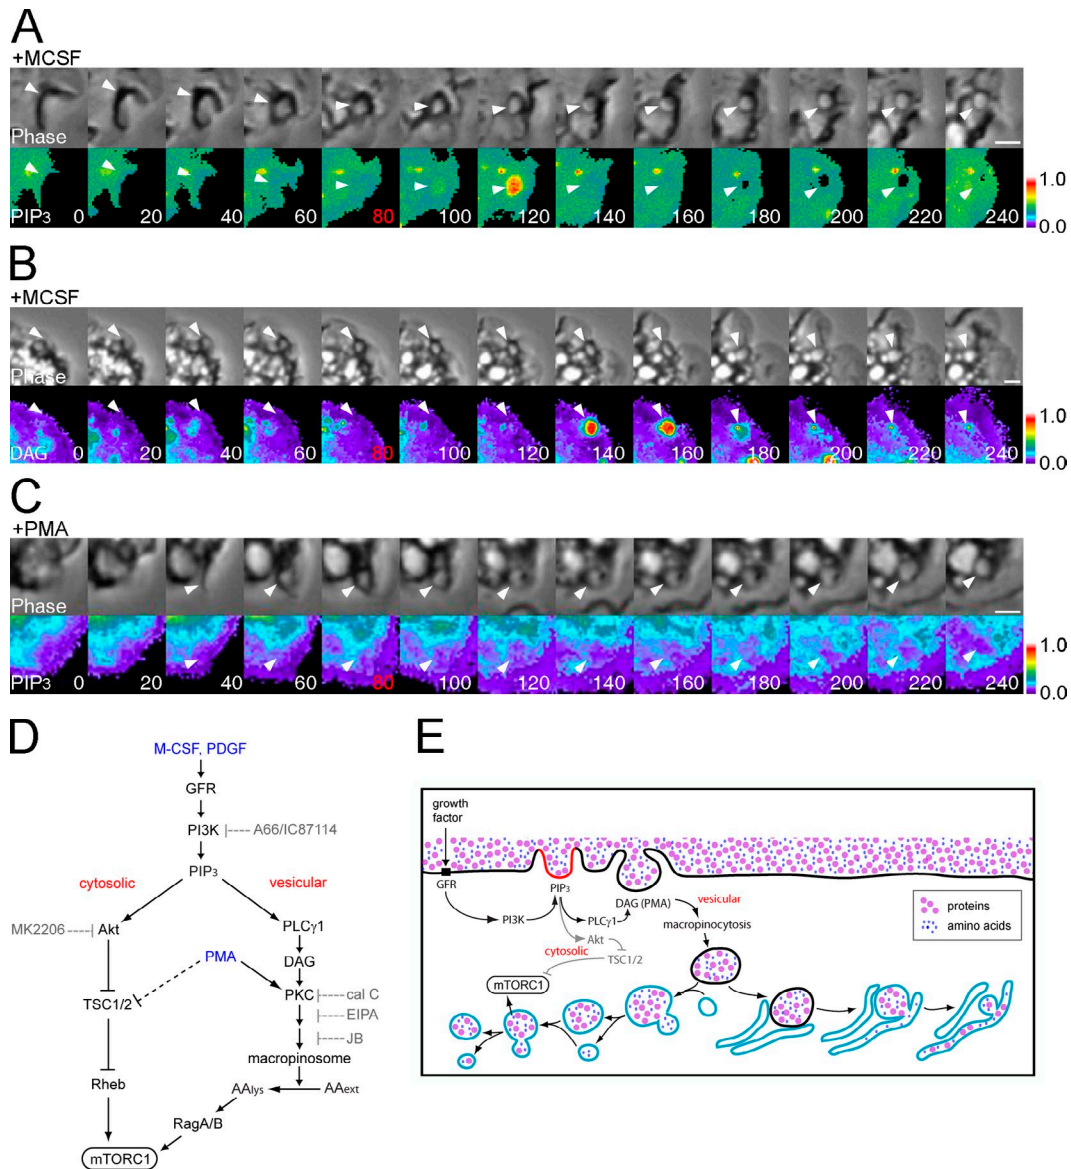 A
+MCSF
Phase
PIP3 0 20 40 60 80 100 120 140 160 180 200 220 240
1.0
0.0
B
+MCSF
Phase
DAG 0 20 40 60 80 100 120 140 160 180 200 220 240
1.0
0.0
C
+PMA
Phase
PIP3 0 20 40 60 80 100 120 140 160 180 200 220 240
1.0
0.0
D
M-CSF, PDGF
GFR
PI3K
A66/IC87114
PIP3
cytosolic
vesicular
MK2206
Akt
PLCγ1
PMA
DAG
TSC1/2
PKC
cal C
EIPA
JB
macropinosome
Rheb
AAlys
AAext
RagA/B
mTORC1
E
growth
factor
GFR
PI3K
PIP3
PLCγ1
DAG (PMA)
vesicular
macropinocytosis
Akt
cytosolic
TSC1/2
mTORC1
proteins
amino acids